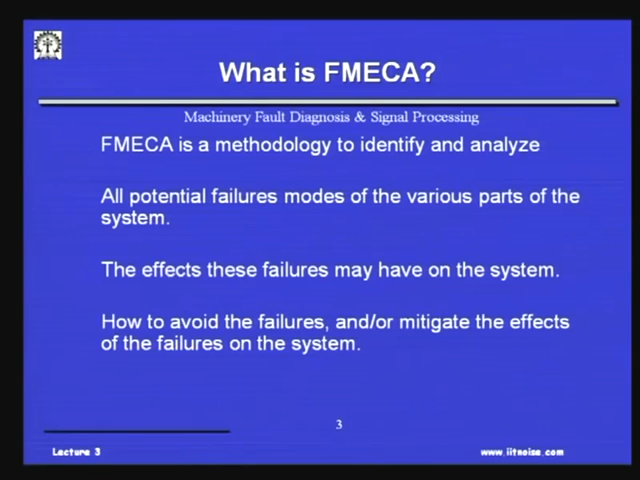 What is FMECA?
Machinery Fault Diagnosis & Signal Processing
FMECA is a methodology to identify and analyze
All potential failures modes of the various parts of the
system.
The effects these failures may have on the system.
How to avoid the failures, and/or mitigate the effects
of the failures on the system.
3
Lecture 3
www.iitnoise.com